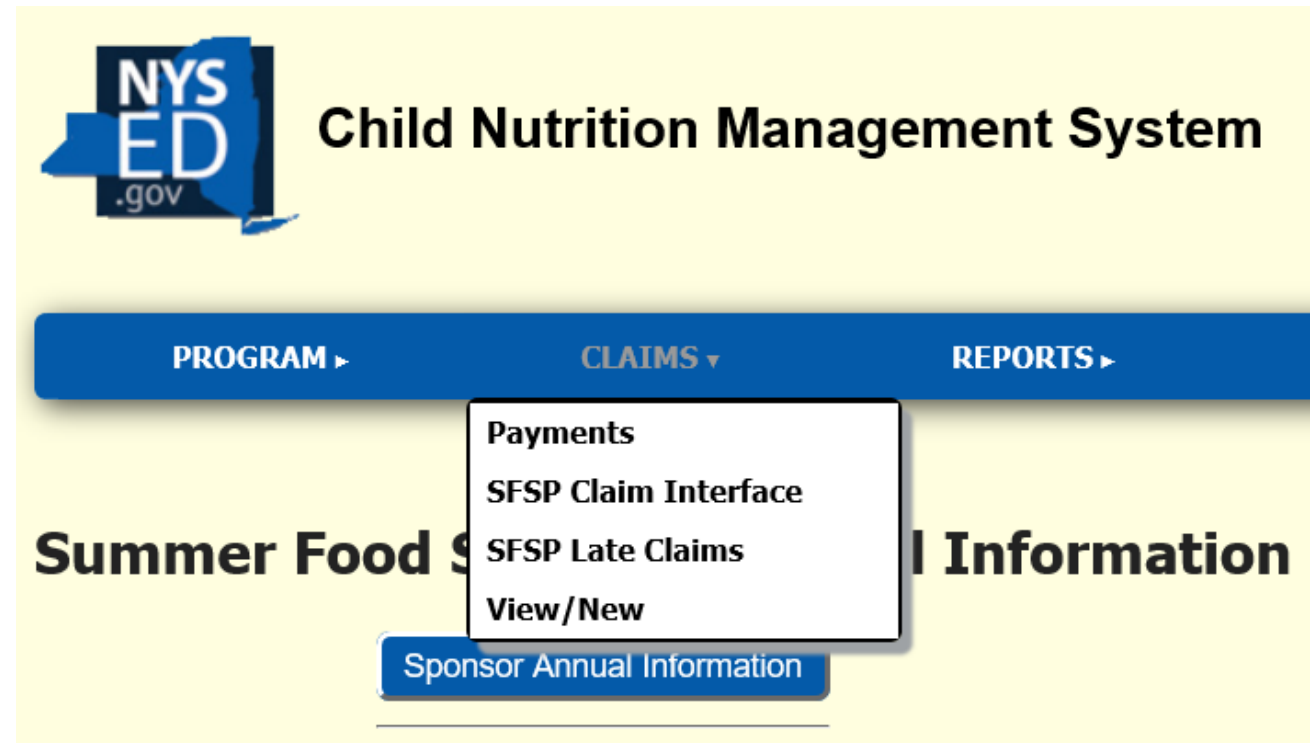 NYS
ED
.gov
Child Nutrition Management System
PROGRAM ▸ CLAIMS ▾ REPORTS ▸
Payments
SFSP Claim Interface
Summer Food I Information
SFSP Late Claims
View/New
Sponsor Annual Information